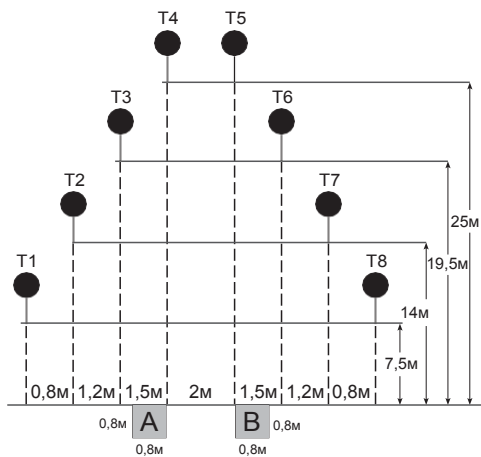 T4 T5
T3 T6
T2 T7
T1 T8
25м
19,5м
14м
7,5м
0,8м 1,2м 1,5м 2м 1,5м 1,2м 0,8м
0,8м A B 0,8м
0,8м 0,8м